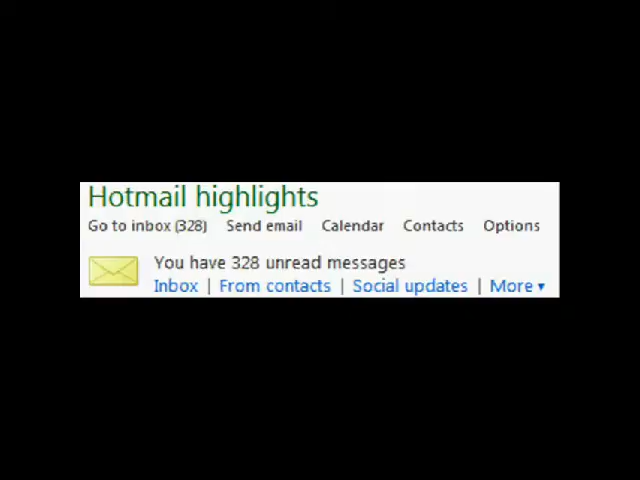 Hotmail highlights
Go to inbox (328) Send email Calendar Contacts Options
You have 328 unread messages
Inbox | From contacts | Social updates | More ▾